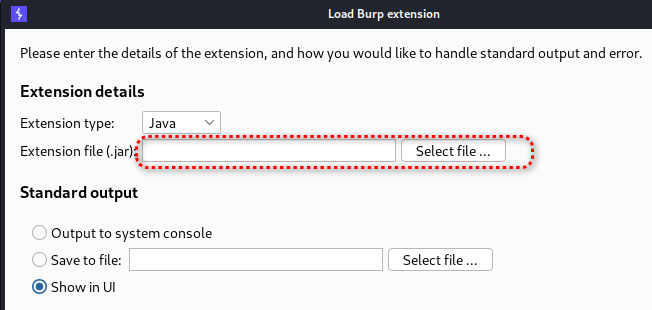 Load Burp extension
Please enter the details of the extension, and how you would like to handle standard output and error.
Extension details
Extension type: Java
Extension file (.jar): Select file ...
Standard output
Output to system console
Save to file: Select file ...
Show in UI